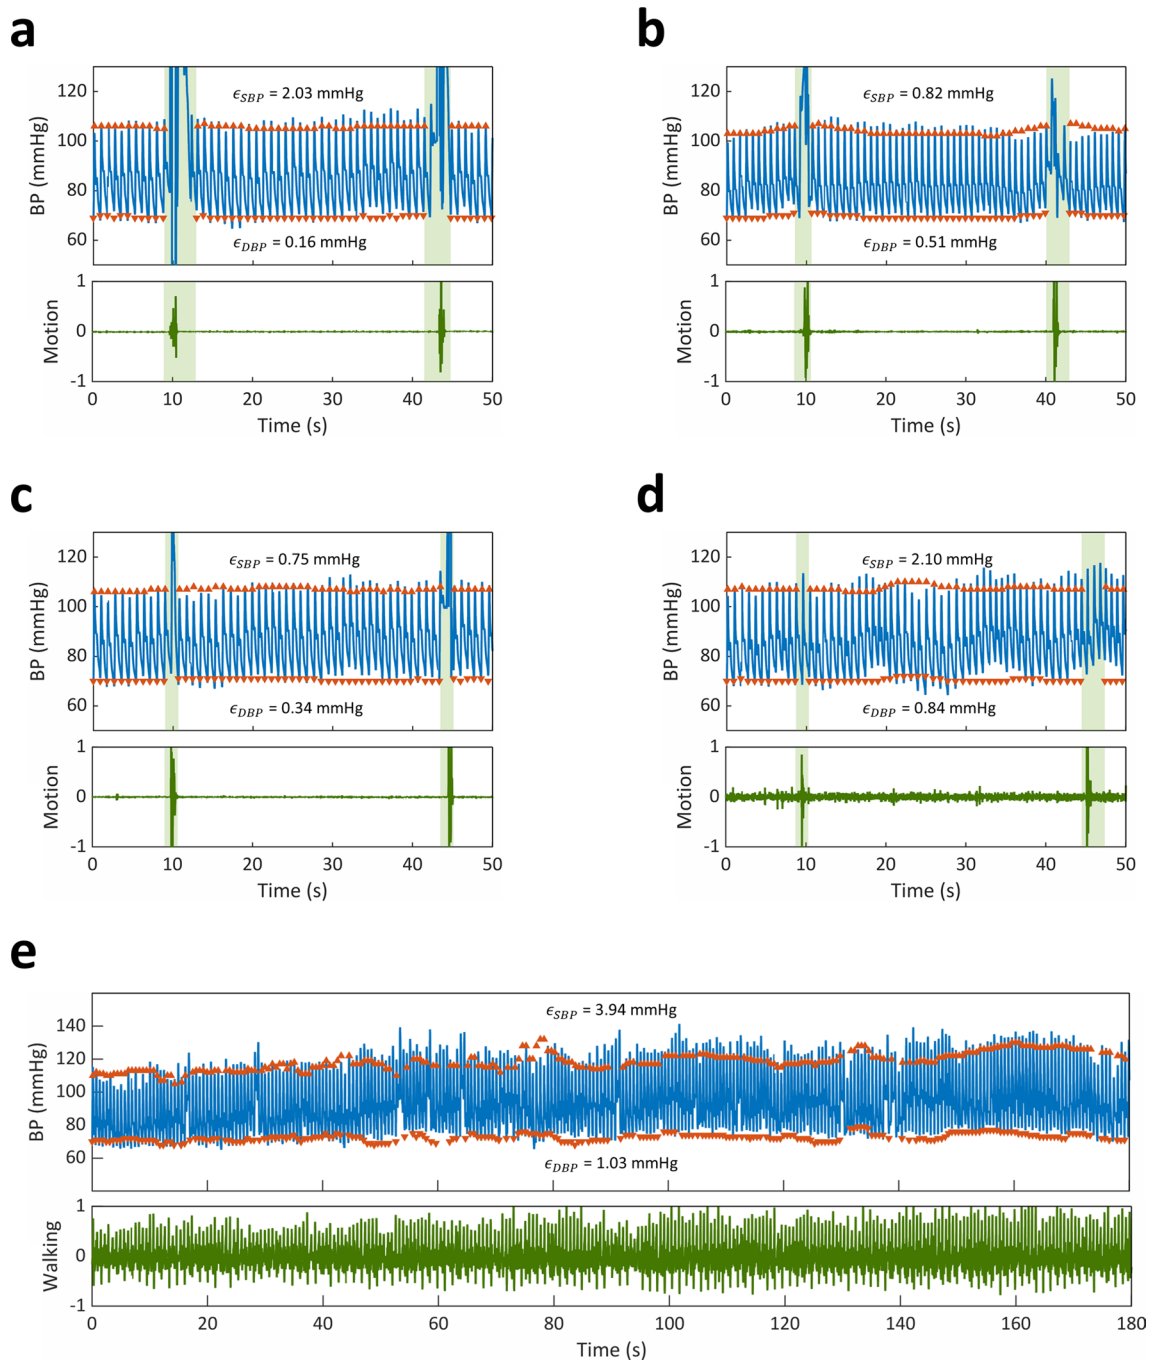 a
120
100
80
60
BP (mmHg)
ϵSBP = 2.03 mmHg
ϵDBP = 0.16 mmHg
1
0
-1
Motion
0 10 20 30 40 50
Time (s)
b
120
100
80
60
BP (mmHg)
ϵSBP = 0.82 mmHg
ϵDBP = 0.51 mmHg
1
0
-1
Motion
0 10 20 30 40 50
Time (s)
c
120
100
80
60
BP (mmHg)
ϵSBP = 0.75 mmHg
ϵDBP = 0.34 mmHg
1
0
-1
Motion
0 10 20 30 40 50
Time (s)
d
120
100
80
60
BP (mmHg)
ϵSBP = 2.10 mmHg
ϵDBP = 0.84 mmHg
1
0
-1
Motion
0 10 20 30 40 50
Time (s)
e
140
120
100
80
60
BP (mmHg)
ϵSBP = 3.94 mmHg
ϵDBP = 1.03 mmHg
1
0
-1
Walking
0 20 40 60 80 100 120 140 160 180
Time (s)